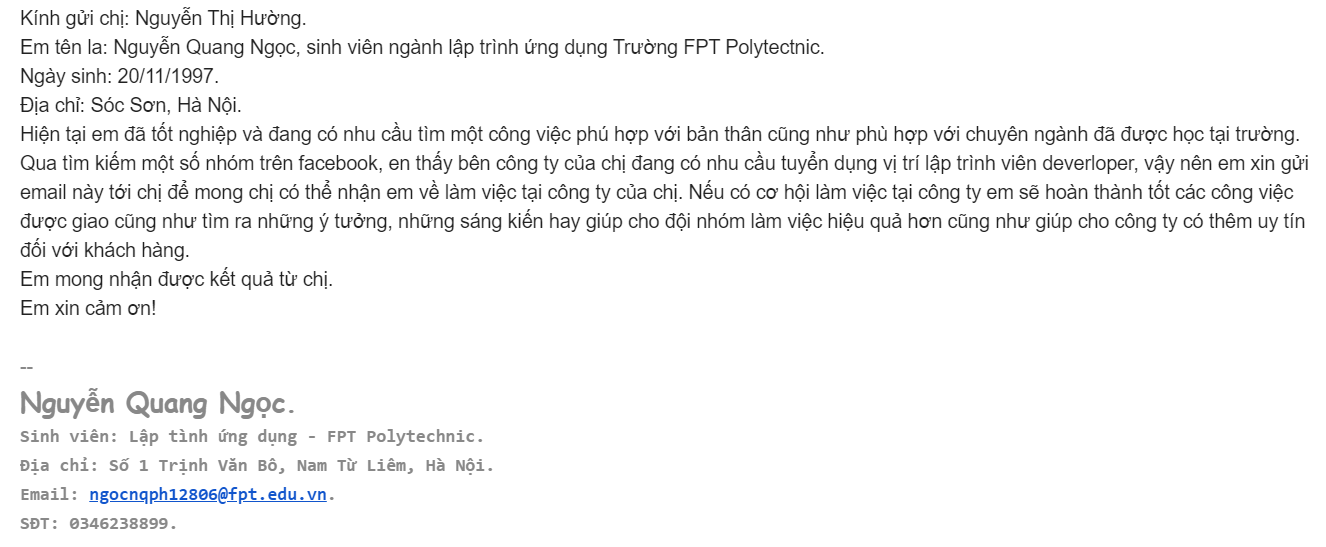 Kính gửi chị: Nguyễn Thị Hường.
Em tên la: Nguyễn Quang Ngọc, sinh viên ngành lập trình ứng dụng Trường FPT Polytectnic.
Ngày sinh: 20/11/1997.
Địa chỉ: Sóc Sơn, Hà Nội.
Hiện tại em đã tốt nghiệp và đang có nhu cầu tìm một công việc phú hợp với bản thân cũng như phù hợp với chuyên ngành đã được học tại trường.
Qua tìm kiếm một số nhóm trên facebook, en thấy bên công ty của chị đang có nhu cầu tuyển dụng vị trí lập trình viên deverloper, vậy nên em xin gửi
email này tới chị để mong chị có thể nhận em về làm việc tại công ty của chị. Nếu có cơ hội làm việc tại công ty em sẽ hoàn thành tốt các công việc
được giao cũng như tìm ra những ý tưởng, những sáng kiến hay giúp cho đội nhóm làm việc hiệu quả hơn cũng như giúp cho công ty có thêm uy tín
đối với khách hàng.
Em mong nhận được kết quả từ chị.
Em xin cảm ơn!
--
Nguyễn Quang Ngọc.
Sinh viên: Lập tình ứng dụng - FPT Polytechnic.
Địa chỉ: Số 1 Trịnh Văn Bô, Nam Từ Liêm, Hà Nội.
Email: ngocnqph12806@fpt.edu.vn.
SĐT: 0346238899.